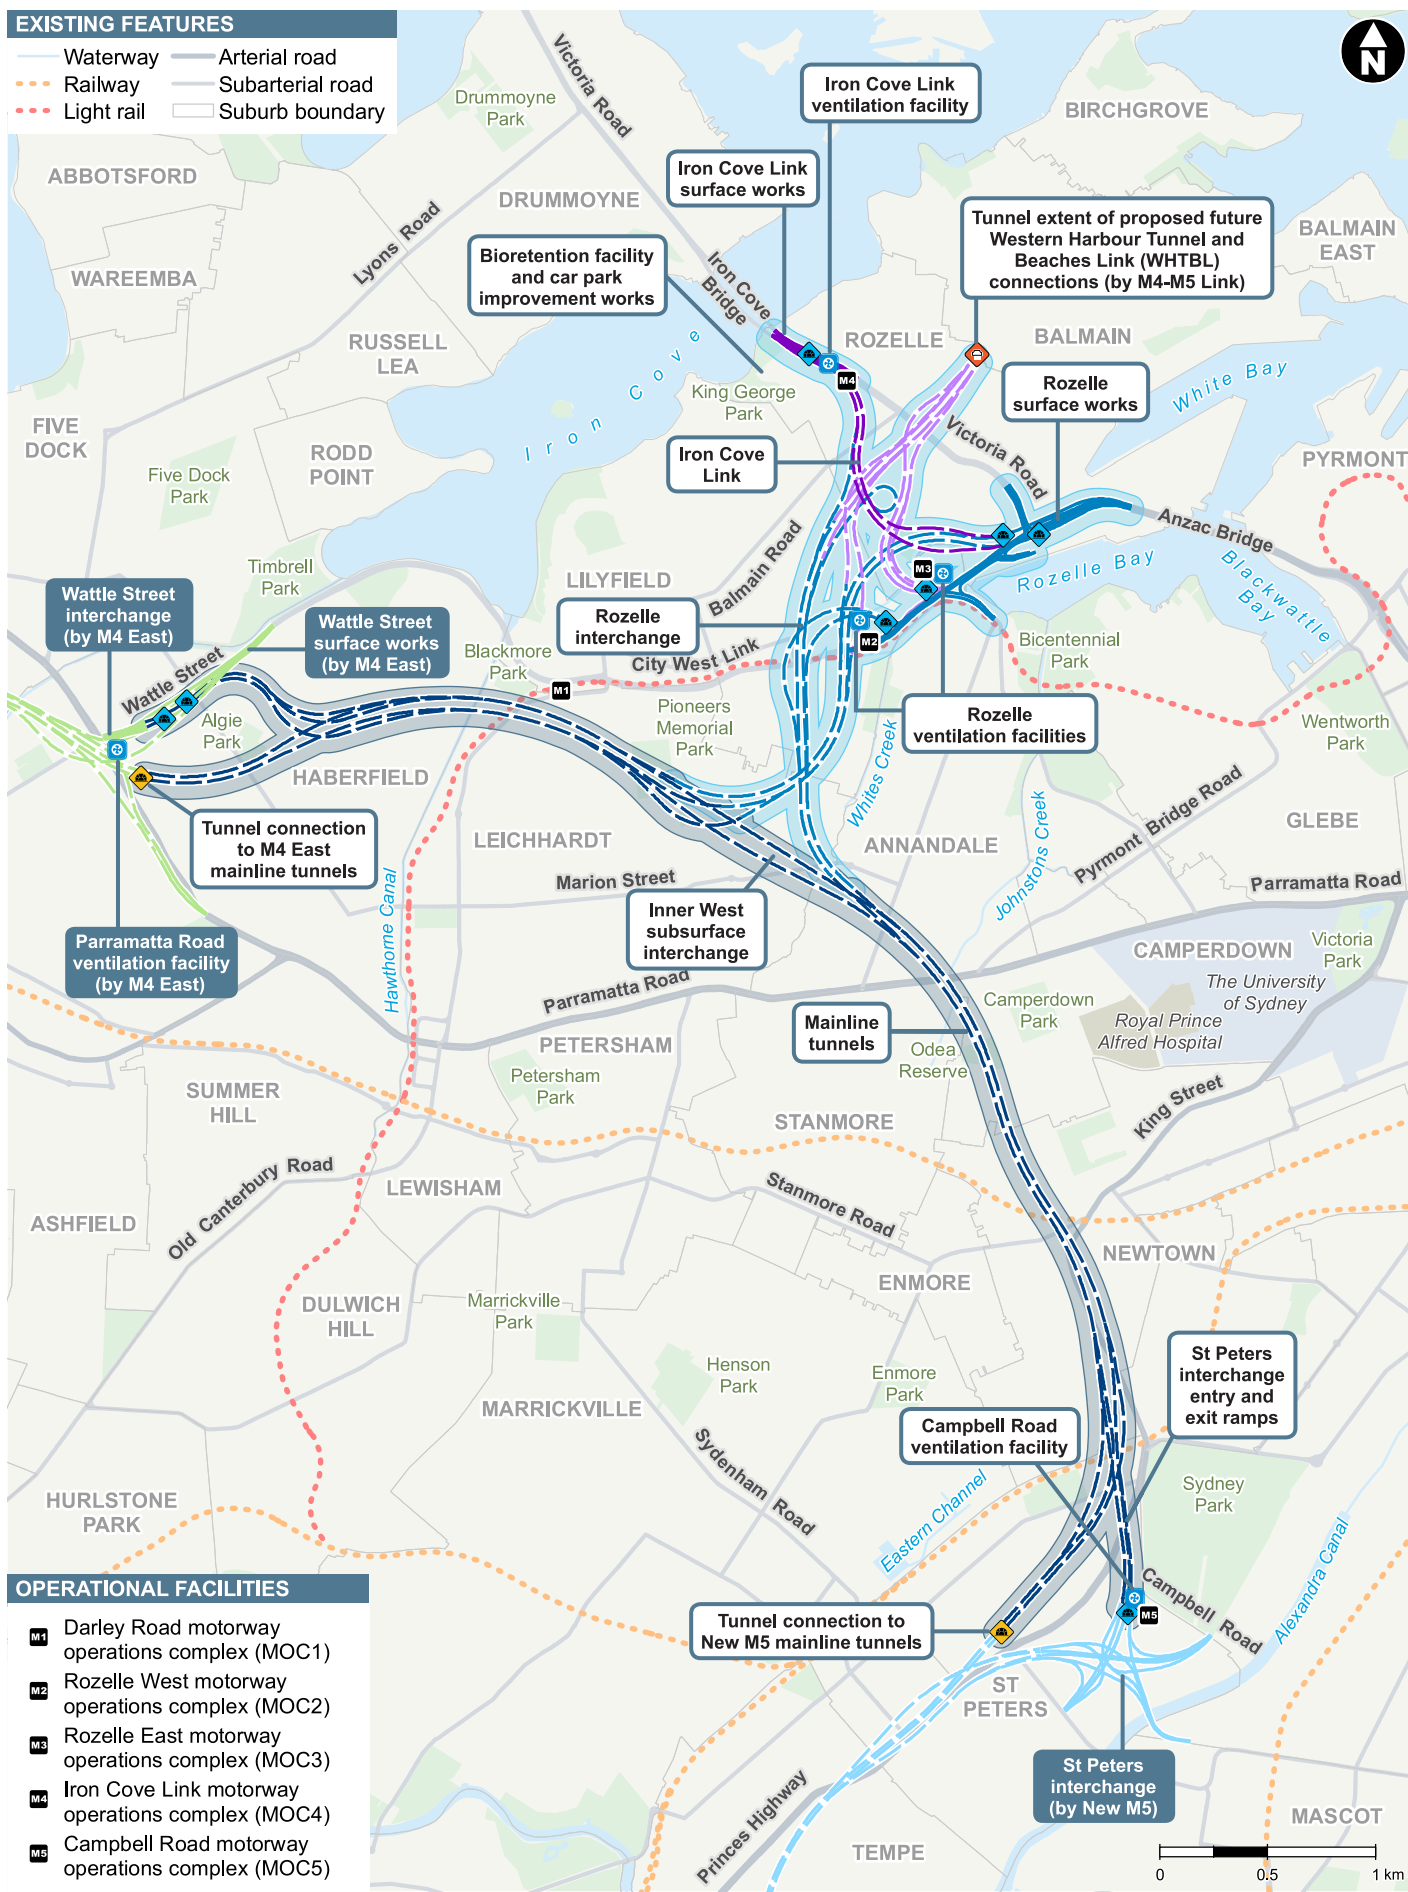 EXISTING FEATURES
Waterway
Arterial road
Railway
Subarterial road
Light rail
Suburb boundary
N
Victoria Road
Drummoyne
Park
Iron Cove Link
ventilation facility
BIRCHGROVE
ABBOTSFORD
Iron Cove Link
surface works
DRUMMOYNE
Lyons Road
Tunnel extent of proposed future
Western Harbour Tunnel and
Beaches Link (WHTBL)
connections (by M4-M5 Link)
BALMAIN
EAST
WAREEMBA
Bioretention facility
and car park
improvement works
Iron Cove
Bridge
RUSSELL
LEA
ROZELLE
BALMAIN
Iron Cove
King George
Park
M4
Rozelle
surface works
White Bay
FIVE
DOCK
RODD
POINT
Five Dock
Park
Iron Cove
Link
Victoria Road
PYRMONT
Anzac Bridge
Timbrell
Park
LILYFIELD
Balmain Road
M3
Rozelle Bay
Blackwattle
Bay
Wattle Street
interchange
(by M4 East)
Wattle Street
surface works
(by M4 East)
Rozelle
interchange
M2
Bicentennial
Park
Blackmore
Park
City West Link
Wattle Street
M1
Algie
Park
Pioneers
Memorial
Park
Rozelle
ventilation facilities
Wentworth
Park
HABERFIELD
Whites Creek
Johnstons Creek
Pyrmont Bridge Road
GLEBE
Tunnel connection
to M4 East
mainline tunnels
LEICHHARDT
ANNANDALE
Marion Street
Parramatta Road
Hawthorne Canal
Inner West
subsurface
interchange
Parramatta Road
ventilation facility
(by M4 East)
CAMPERDOWN
Victoria
Park
The University
of Sydney
Parramatta Road
Camperdown
Park
Royal Prince
Alfred Hospital
Mainline
tunnels
PETERSHAM
Odea
Reserve
Petersham
Park
SUMMER
HILL
King Street
STANMORE
Old Canterbury Road
LEWISHAM
Stanmore Road
ASHFIELD
NEWTOWN
ENMORE
DULWICH
HILL
Marrickville
Park
Henson
Park
Enmore
Park
St Peters
interchange
entry and
exit ramps
MARRICKVILLE
Campbell Road
ventilation facility
Sydenham Road
Sydney
Park
HURLSTONE
PARK
Eastern Channel
Alexandra Canal
Campbell Road
M5
Tunnel connection to
New M5 mainline tunnels
ST
PETERS
St Peters
interchange
(by New M5)
Princes Highway
TEMPE
MASCOT
0
0.5
1 km
OPERATIONAL FACILITIES
M1
Darley Road motorway
operations complex (MOC1)
M2
Rozelle West motorway
operations complex (MOC2)
M3
Rozelle East motorway
operations complex (MOC3)
M4
Iron Cove Link motorway
operations complex (MOC4)
M5
Campbell Road motorway
operations complex (MOC5)